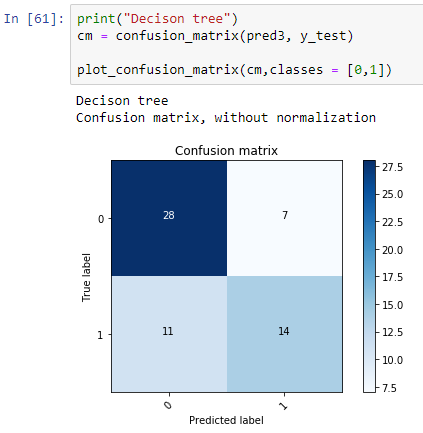 In [61]: print("Decison tree")
cm = confusion_matrix(pred3, y_test)
plot_confusion_matrix(cm,classes = [0,1])
Decison tree
Confusion matrix, without normalization
Confusion matrix
27.5
25.0
22.5
20.0
17.5
15.0
12.5
10.0
7.5
True label
0
28
7
1
11
14
0
1
Predicted label